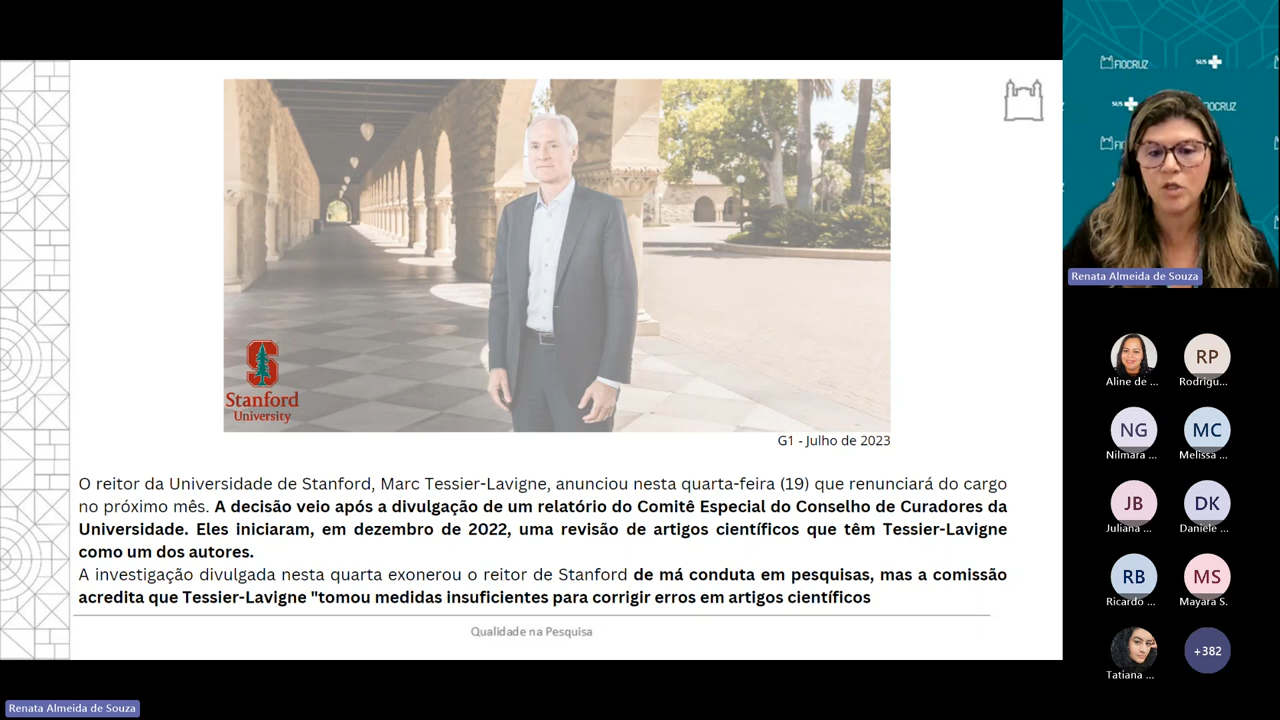 Stanford
University
G1 - Julho de 2023
O reitor da Universidade de Stanford, Marc Tessier-Lavigne, anunciou nesta quarta-feira (19) que renunciará do cargo
no próximo mês. A decisão veio após a divulgação de um relatório do Comitê Especial do Conselho de Curadores da
Universidade. Eles iniciaram, em dezembro de 2022, uma revisão de artigos científicos que têm Tessier-Lavigne
como um dos autores.
A investigação divulgada nesta quarta exonerou o reitor de Stanford de má conduta em pesquisas, mas a comissão
acredita que Tessier-Lavigne "tomou medidas insuficientes para corrigir erros em artigos científicos
Qualidade na Pesquisa
Renata Almeida de Souza
FIOCRUZ
SUS
SUS
FIOCRUZ
Renata Almeida de Souza
Aline de ...
RP
Rodrigu...
NG
Nilmara ...
MC
Melissa ...
JB
Juliana ...
DK
Daniele ...
RB
Ricardo ...
MS
Mayara S.
Tatiana ...
+382